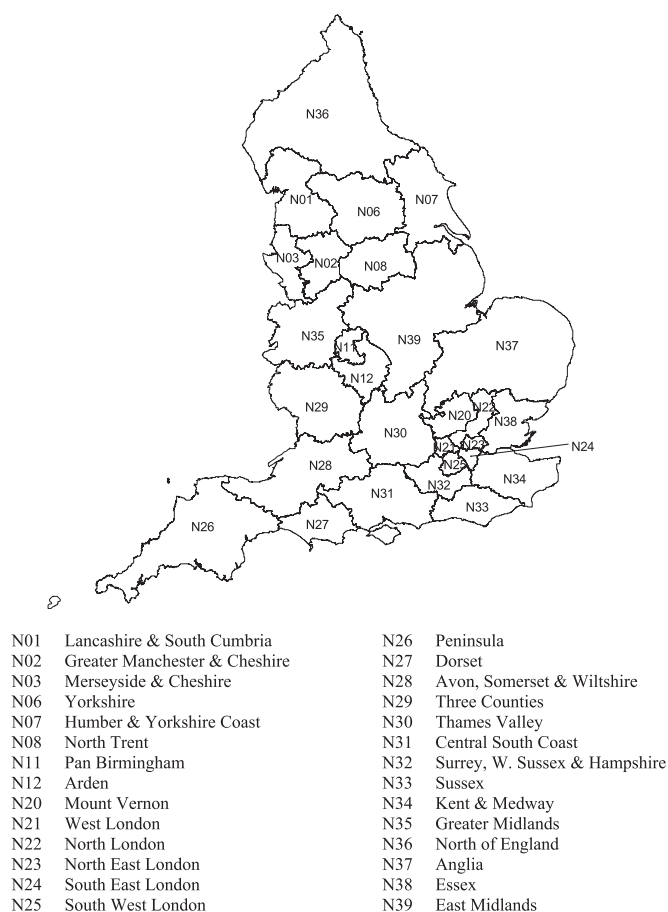 N36
N01
N07
N06
N03
N02
N08
N35
N11
N39
N37
N12
N29
N20
N22
N38
N30
N21
N23
N24
N28
N25
N32
N34
N31
N33
N26
N27
N01 Lancashire & South Cumbria
N02 Greater Manchester & Cheshire
N03 Merseyside & Cheshire
N06 Yorkshire
N07 Humber & Yorkshire Coast
N08 North Trent
N11 Pan Birmingham
N12 Arden
N20 Mount Vernon
N21 West London
N22 North London
N23 North East London
N24 South East London
N25 South West London
N26 Peninsula
N27 Dorset
N28 Avon, Somerset & Wiltshire
N29 Three Counties
N30 Thames Valley
N31 Central South Coast
N32 Surrey, W. Sussex & Hampshire
N33 Sussex
N34 Kent & Medway
N35 Greater Midlands
N36 North of England
N37 Anglia
N38 Essex
N39 East Midlands